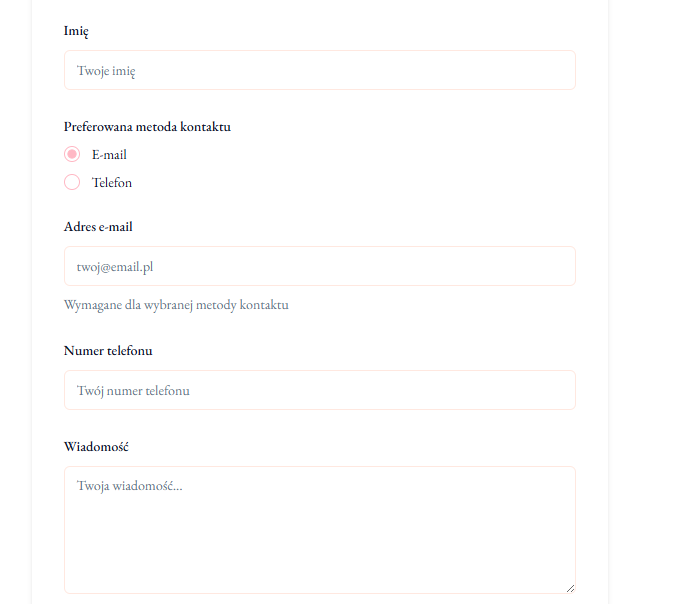 Imię
Twoje imię
Preferowana metoda kontaktu
E-mail
Telefon
Adres e-mail
twoj@email.pl
Wymagane dla wybranej metody kontaktu
Numer telefonu
Twój numer telefonu
Wiadomość
Twoja wiadomość...